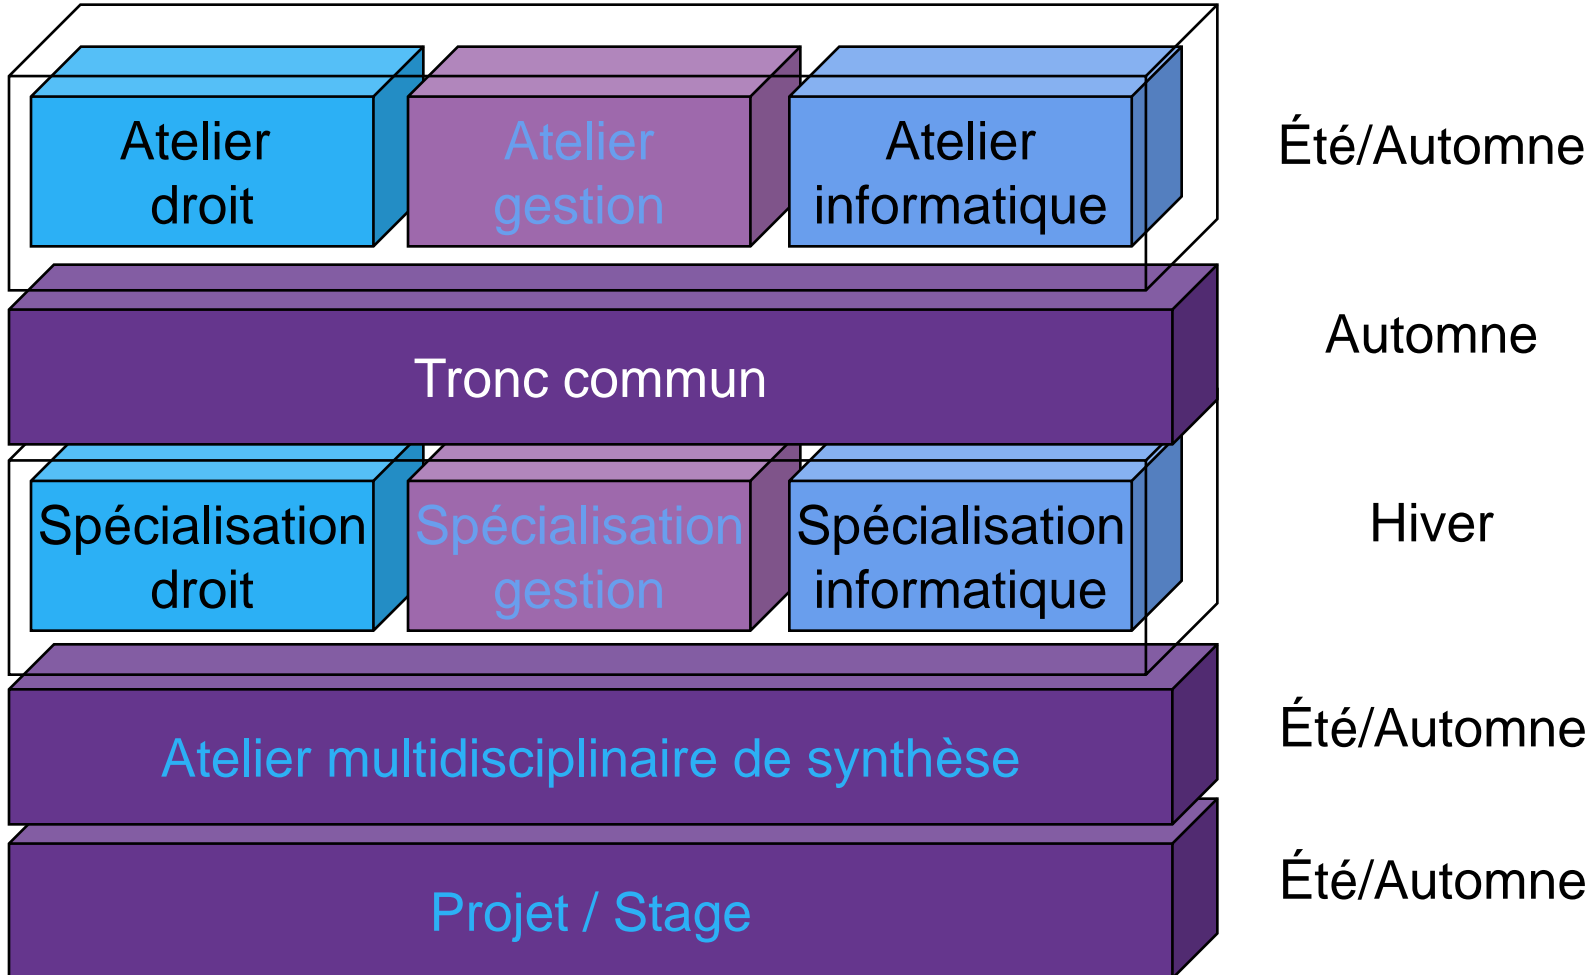 Atelier
droit
Atelier
gestion
Atelier
informatique
Été/Automne
Tronc commun
Automne
Spécialisation
droit
Spécialisation
gestion
Spécialisation
informatique
Hiver
Atelier multidisciplinaire de synthèse
Été/Automne
Projet / Stage
Été/Automne